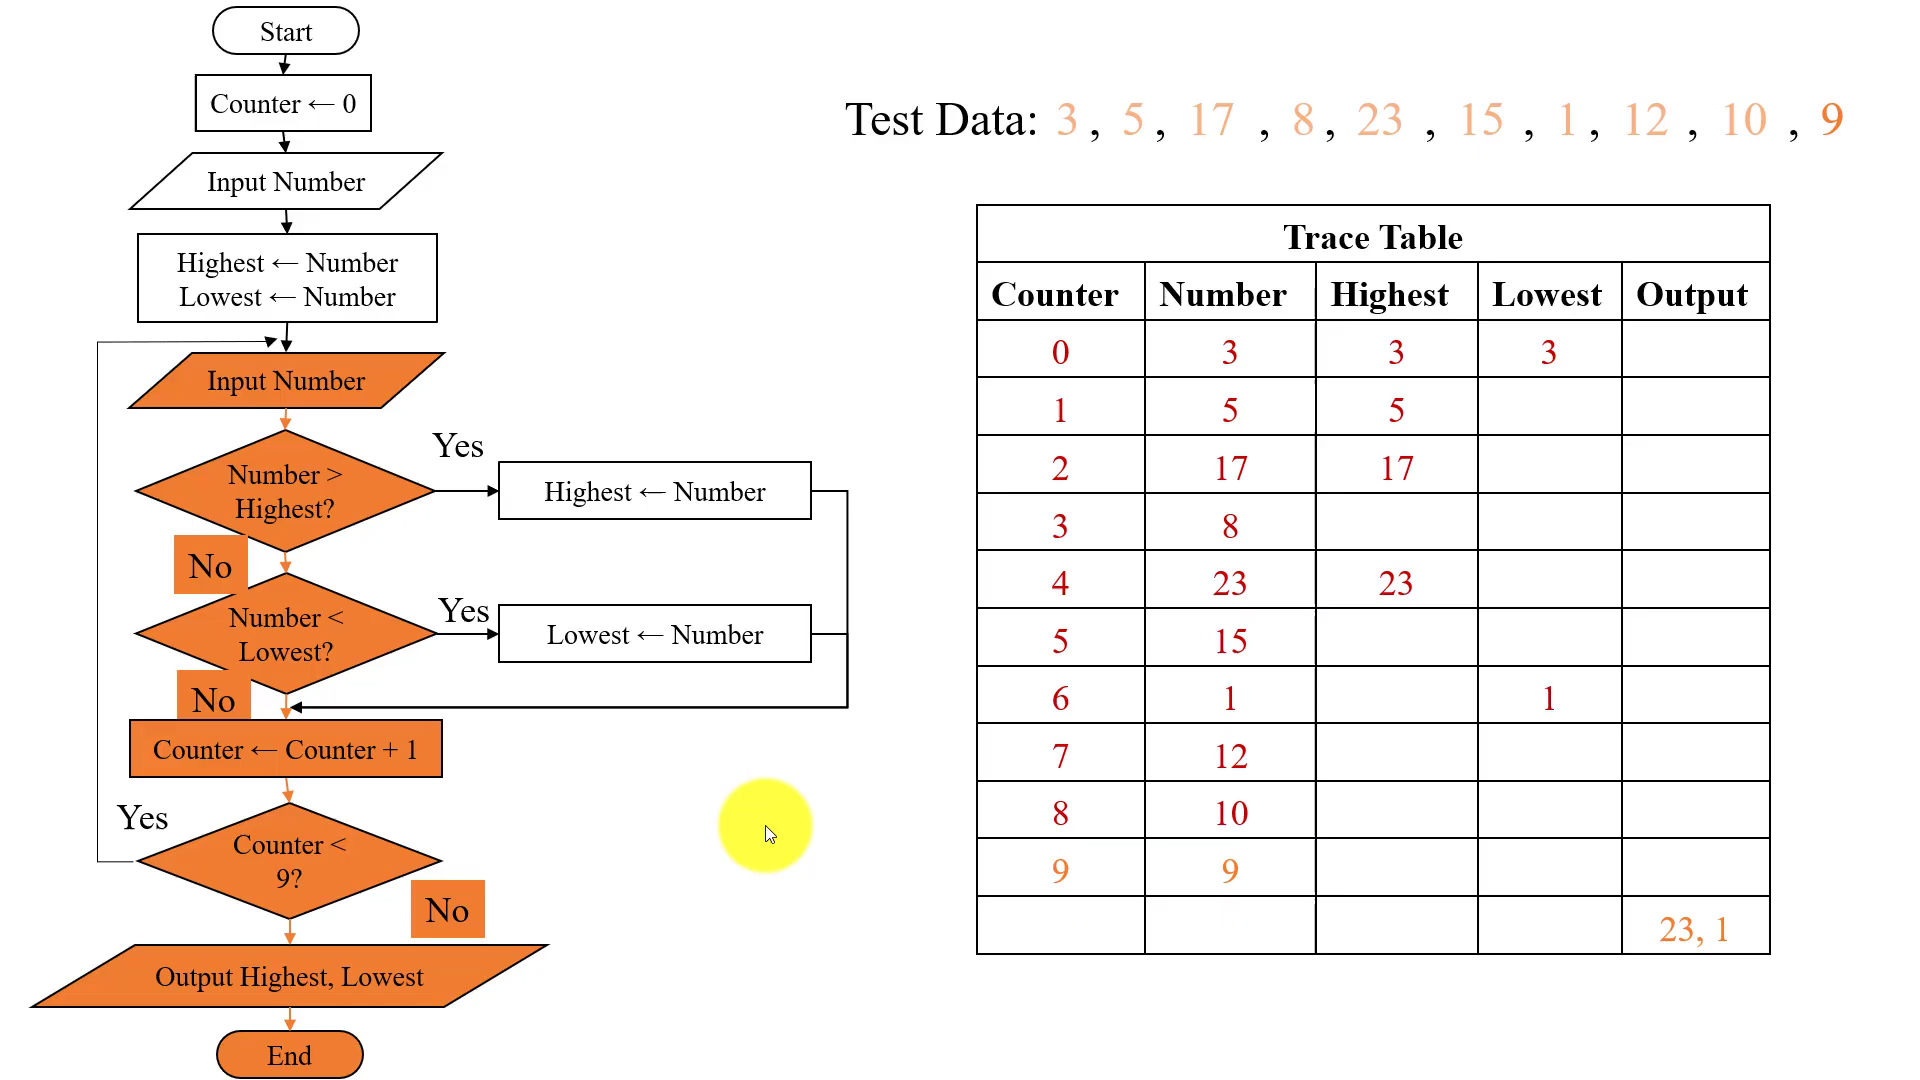 Start
Counter ← 0
Input Number
Highest ← Number
Lowest ← Number
Input Number
Number >
Highest?
Yes
Highest ← Number
No
Number <
Lowest?
Yes
Lowest ← Number
No
Counter ← Counter + 1
Yes
Counter <
9?
No
Output Highest, Lowest
End
Test Data: 3 , 5 , 17 , 8 , 23 , 15 , 1 , 12 , 10 , 9
Trace Table
Counter Number Highest Lowest Output
0 3 3 3
1 5 5
2 17 17
3 8
4 23 23
5 15
6 1 1
7 12
8 10
9 9
23, 1